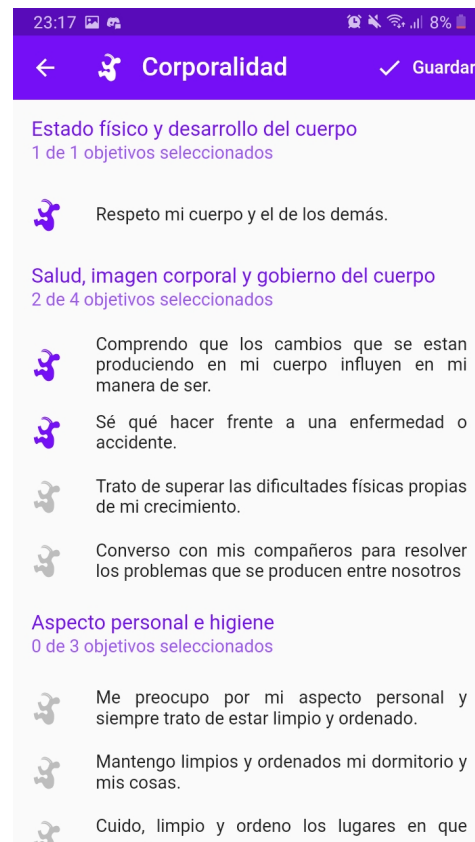 23:17 8%
Corporalidad Guardar
Estado físico y desarrollo del cuerpo
1 de 1 objetivos seleccionados
Respeto mi cuerpo y el de los demás.
Salud, imagen corporal y gobierno del cuerpo
2 de 4 objetivos seleccionados
Comprendo que los cambios que se estan
produciendo en mi cuerpo influyen en mi
manera de ser.
Sé qué hacer frente a una enfermedad o
accidente.
Trato de superar las dificultades físicas propias
de mi crecimiento.
Converso con mis compañeros para resolver
los problemas que se producen entre nosotros
Aspecto personal e higiene
0 de 3 objetivos seleccionados
Me preocupo por mi aspecto personal y
siempre trato de estar limpio y ordenado.
Mantengo limpios y ordenados mi dormitorio y
mis cosas.
Cuido, limpio y ordeno los lugares en que